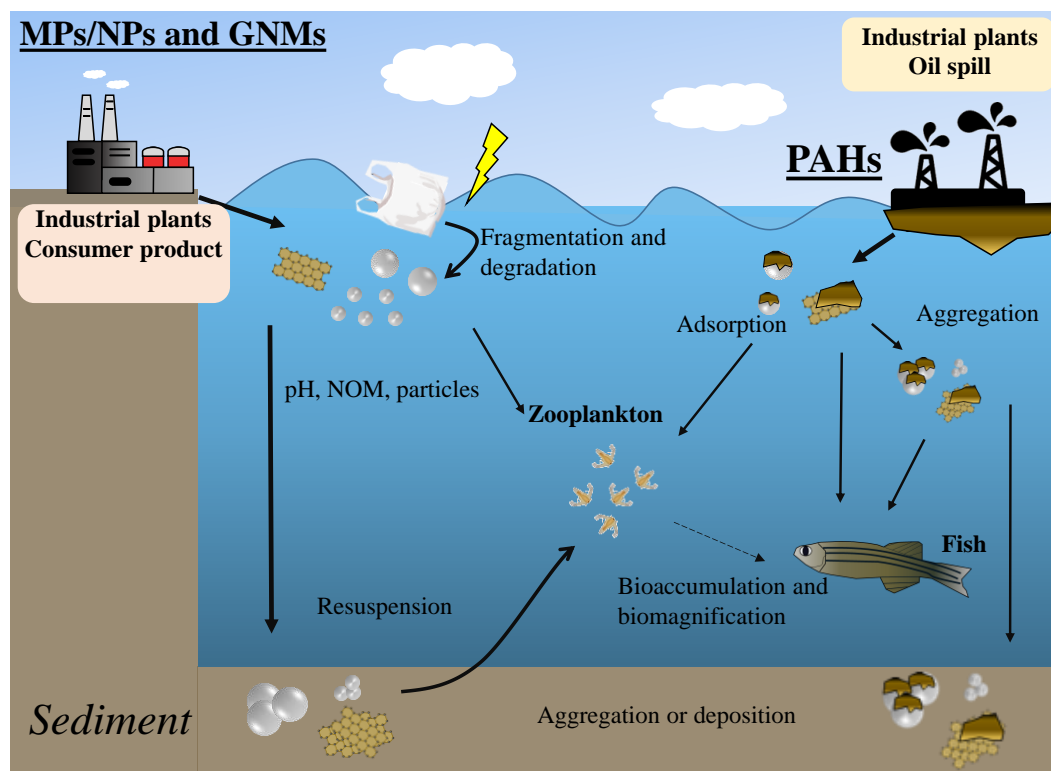 MPs/NPs and GNMs
Industrial plants
Oil spill
PAHs
Industrial plants
Consumer product
Fragmentation and
degradation
Adsorption
Aggregation
pH, NOM, particles
Zooplankton
Fish
Bioaccumulation and
biomagnification
Resuspension
Sediment
Aggregation or deposition